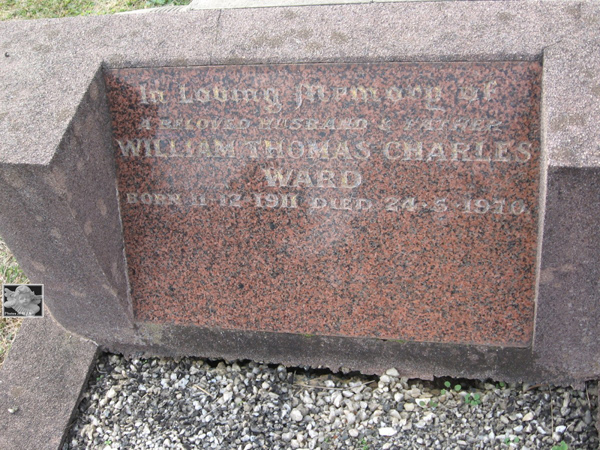 In Loving Memory of
A BELOVED HUSBAND & FATHER
WILLIAM THOMAS CHARLES
WARD
BORN 11-12-1911 DIED 24-5-1970